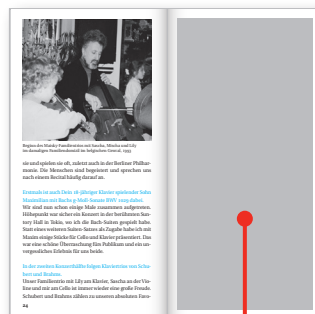 Beginn des Maisky-Familientrios mit Sascha, Mischa und Lily
im damaligen Familiendomizil im belgischen Genval, 1995
sie und spielen sie oft, zuletzt auch in der Berliner Philhar-
monie. Die Menschen sind begeistert und sprechen uns
nach einem Recital häufig darauf an.
Erstmals ist auch Dein 16-jähriger Klavier spielender Sohn
Maximilian mit Bachs g-Moll-Sonate BWV 1029 dabei.
Wir sind nun schon einige Male zusammen aufgetreten.
Höhepunkt war sicher ein Konzert in der berühmten Sun-
tory Hall in Tokio, wo ich die Bach-Suiten gespielt habe.
Statt eines weiteren Suiten-Satzes als Zugabe habe ich mit
Maxim einige Stücke für Cello und Klavier präsentiert. Das
war eine schöne Überraschung fürs Publikum und ein un-
vergessliches Erlebnis für uns beide.
In der zweiten Konzerthälfte folgen Klaviertrios von Schu-
bert und Brahms.
Unser Familientrio mit Lily am Klavier, Sascha an der Vio-
line und mir am Cello ist immer wieder eine große Freude.
Schubert und Brahms zählen zu unseren absoluten Favo-
24